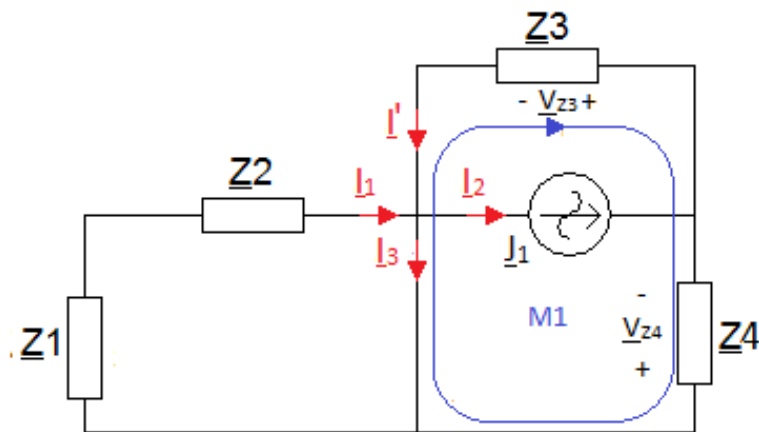 Z3
- VZ3 +
I'
Z2
I1
I2
I3
J1
M1
-
VZ4
+
Z1
Z4